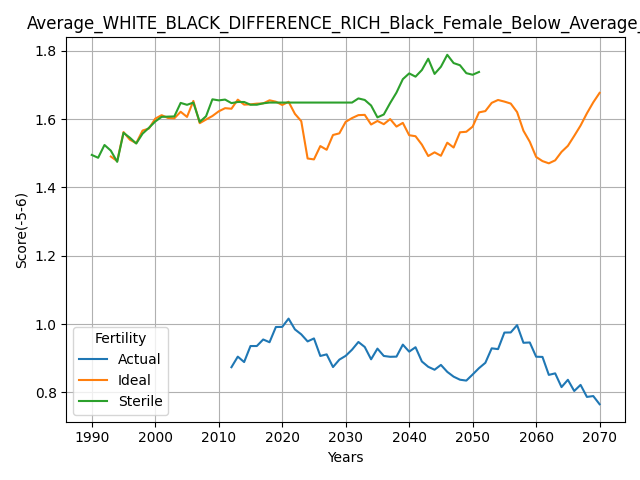 Average_WHITE_BLACK_DIFFERENCE_RICH_Black_Female_Below_Average_
1.8
1.6
1.4
1.2
1.0
0.8
Score(-5-6)
Fertility
Actual
Ideal
Sterile
1990 2000 2010 2020 2030 2040 2050 2060 2070
Years